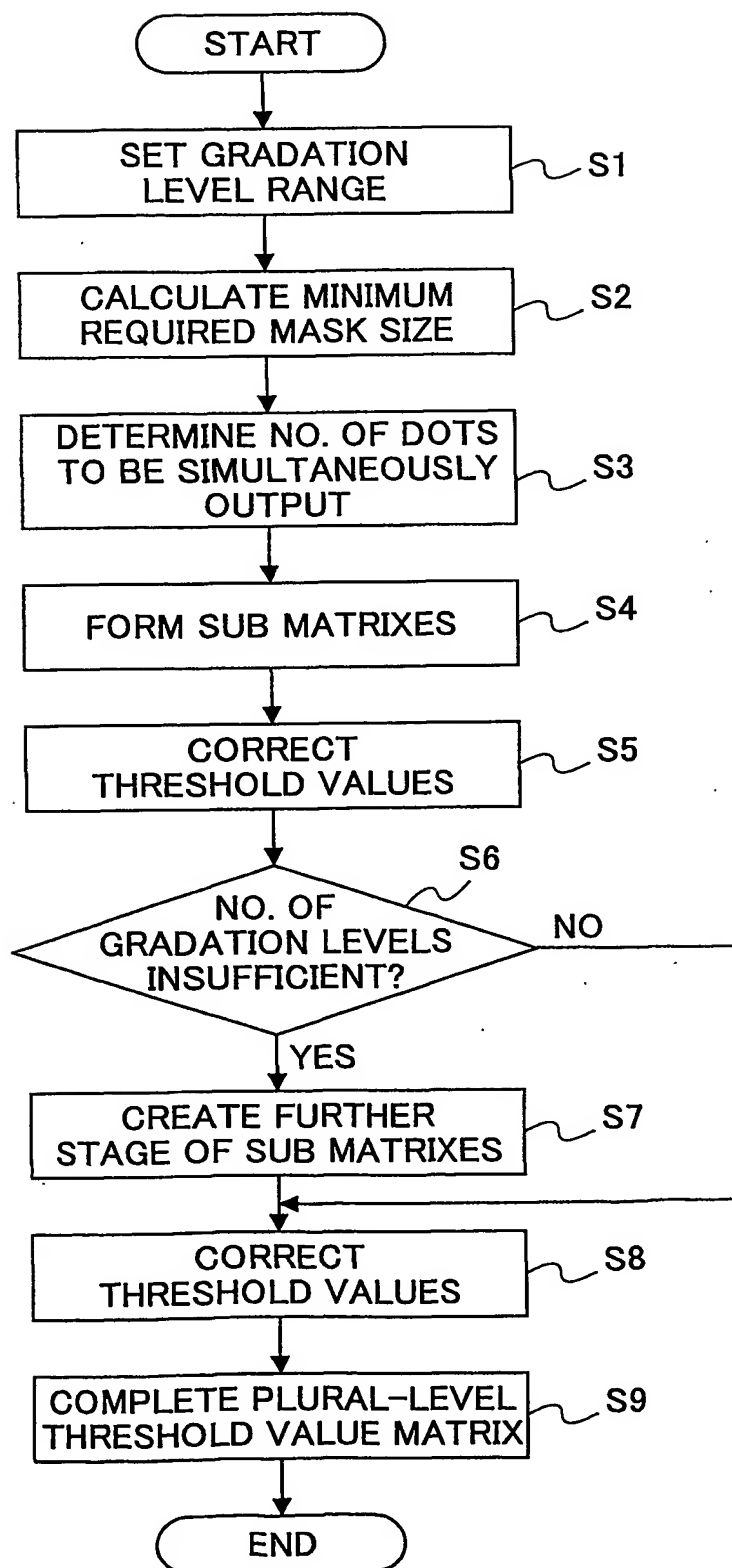 START
SET GRADATION
LEVEL RANGE
S1
CALCULATE MINIMUM
REQUIRED MASK SIZE
S2
DETERMINE NO. OF DOTS
TO BE SIMULTANEOUSLY
OUTPUT
S3
FORM SUB MATRIXES
S4
CORRECT
THRESHOLD VALUES
S5
NO. OF
GRADATION LEVELS
INSUFFICIENT?
S6
NO
YES
CREATE FURTHER
STAGE OF SUB MATRIXES
S7
CORRECT
THRESHOLD VALUES
S8
COMPLETE PLURAL-LEVEL
THRESHOLD VALUE MATRIX
S9
END